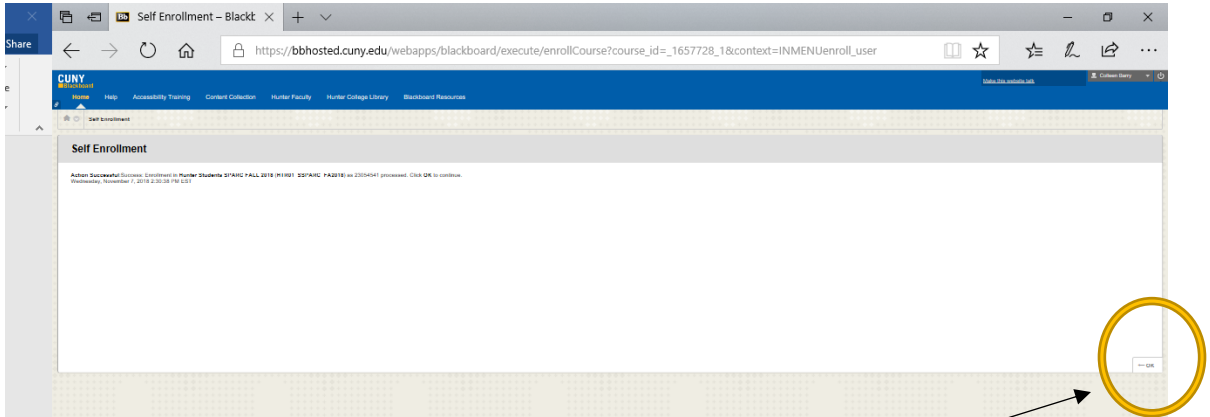 Self Enrollment – Blackb
Share
https://bbhosted.cuny.edu/webapps/blackboard/execute/enrollCourse?course_id=_1657728_1&context=INMENUenroll_user
CUNY
Blackboard
Make this website talk
Colleen Barry
Home Help Accessibility Training Content Collection Hunter Faculty Hunter College Library Blackboard Resources
e
Self Enrollment
Self Enrollment
Action Successful:Success: Enrollment in Hunter Students SPARC FALL 2018 (HTR01_SSPARC_FA2018) as 23054541 processed. Click OK to continue.
Wednesday, November 7, 2018 2:30:38 PM EST
OK